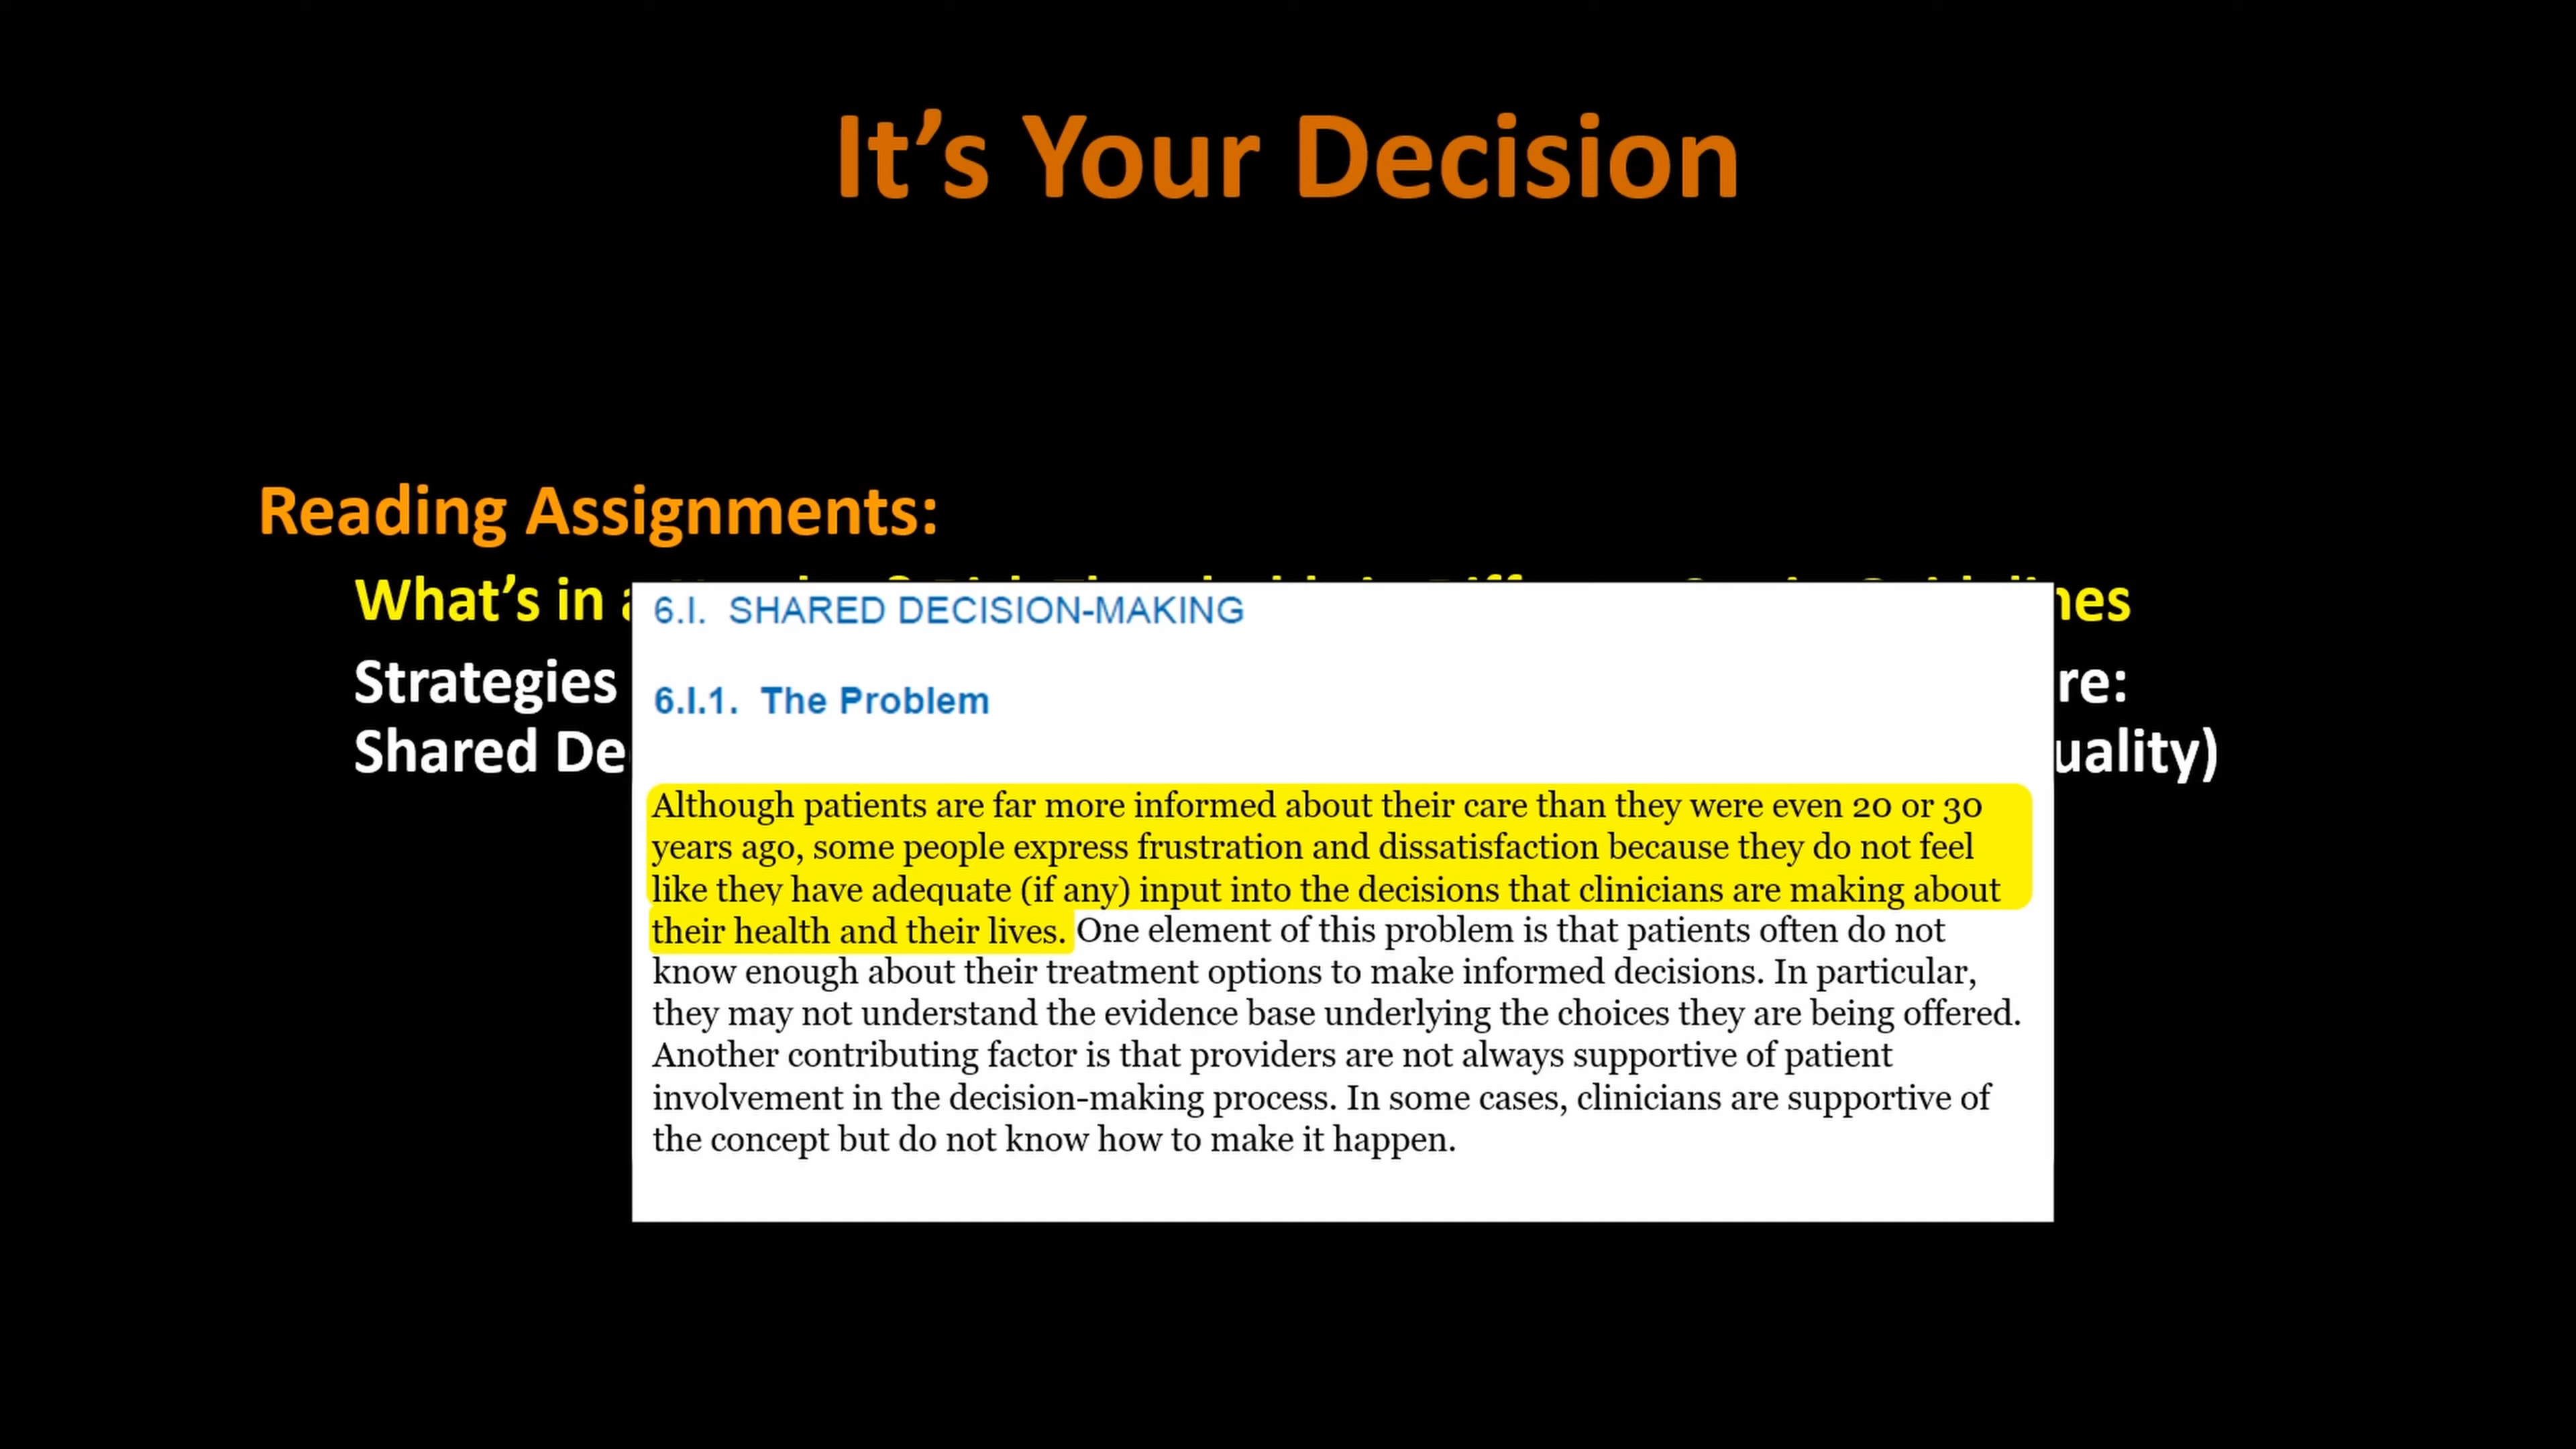 It’s Your Decision
Reading Assignments:
What’s in
nes
Strategies
re:
Shared De
uality)
6.I. SHARED DECISION-MAKING
6.I.1. The Problem
Although patients are far more informed about their care than they were even 20 or 30
years ago, some people express frustration and dissatisfaction because they do not feel
like they have adequate (if any) input into the decisions that clinicians are making about
their health and their lives. One element of this problem is that patients often do not
know enough about their treatment options to make informed decisions. In particular,
they may not understand the evidence base underlying the choices they are being offered.
Another contributing factor is that providers are not always supportive of patient
involvement in the decision-making process. In some cases, clinicians are supportive of
the concept but do not know how to make it happen.